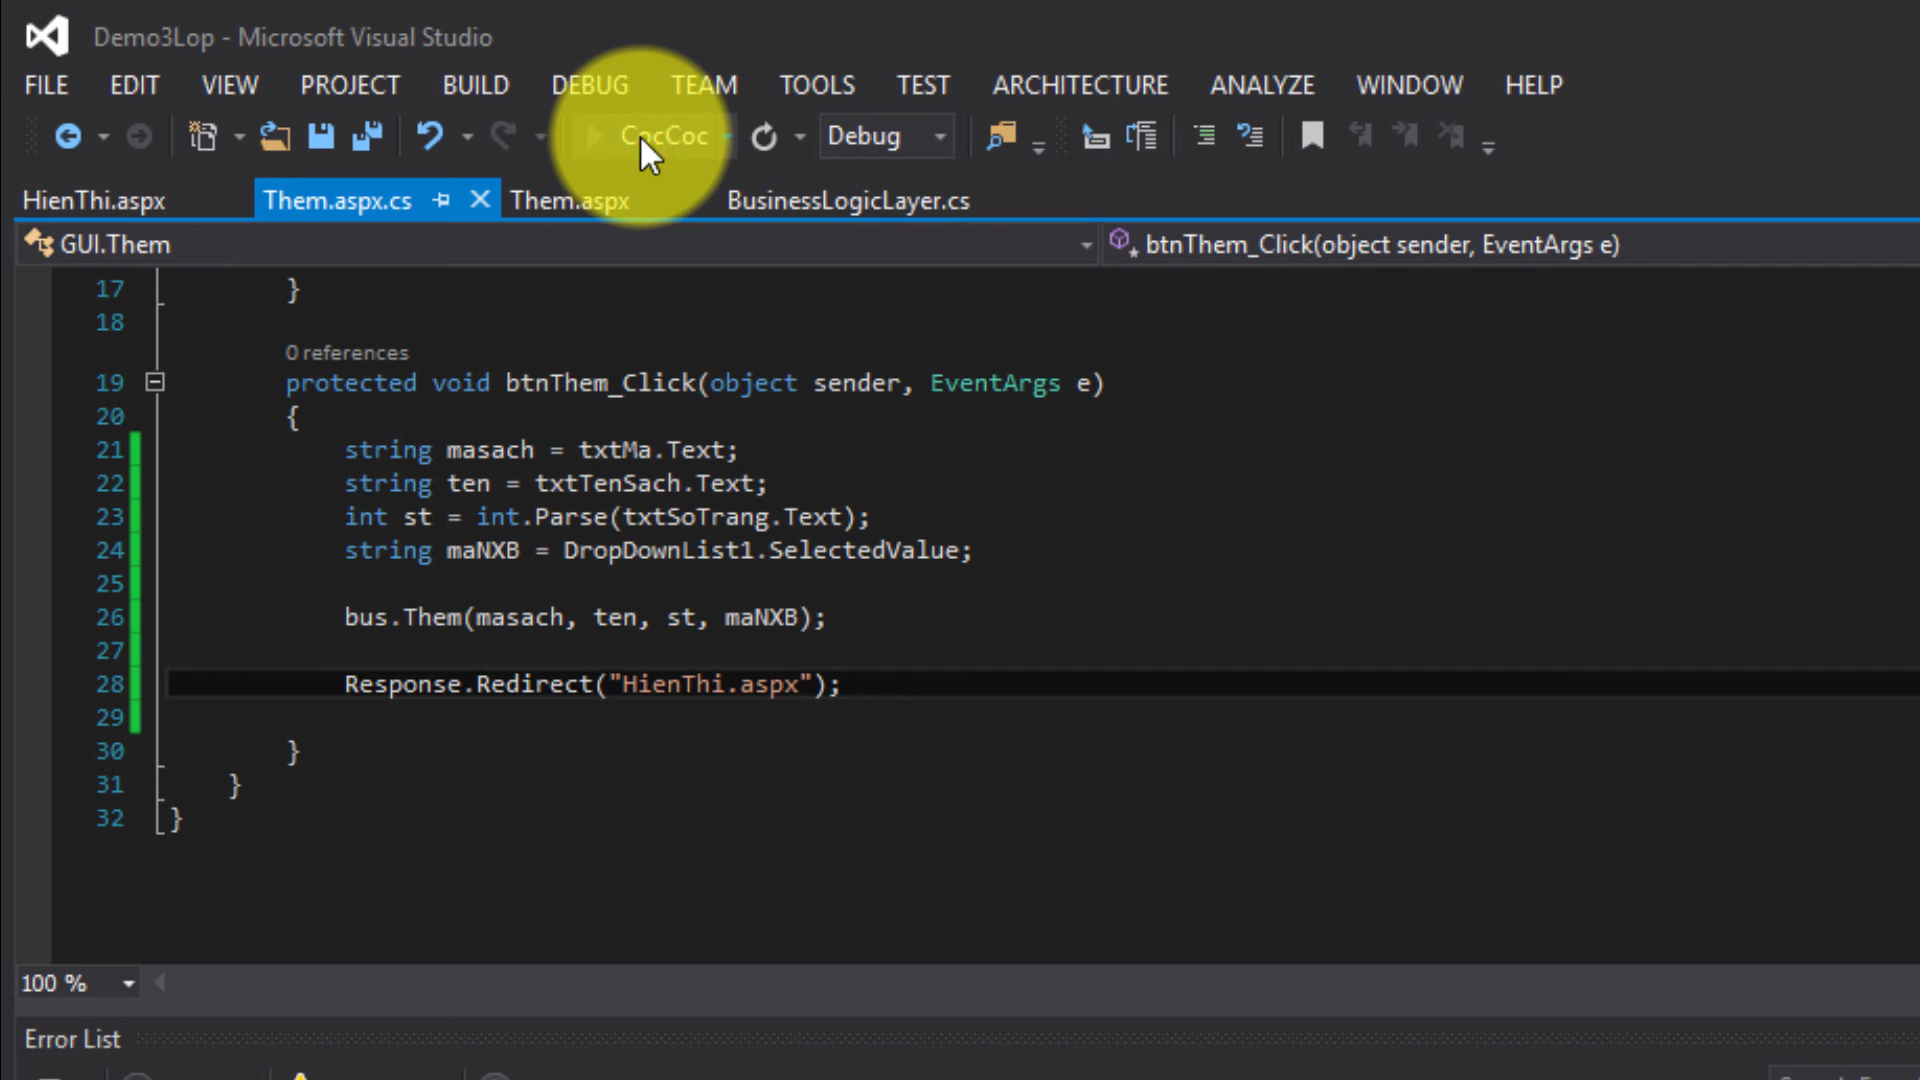 Demo3Lop - Microsoft Visual Studio
FILE EDIT VIEW PROJECT BUILD DEBUG TEAM TOOLS TEST ARCHITECTURE ANALYZE WINDOW HELP
CocCoc Debug
HienThi.aspx Them.aspx.cs Them.aspx BusinessLogicLayer.cs
GUI.Them btnThem_Click(object sender, EventArgs e)
17 }
18
0 references
19 protected void btnThem_Click(object sender, EventArgs e)
20 {
21 string masach = txtMa.Text;
22 string ten = txtTenSach.Text;
23 int st = int.Parse(txtSoTrang.Text);
24 string maNXB = DropDownList1.SelectedValue;
25
26 bus.Them(masach, ten, st, maNXB);
27
28 Response.Redirect("HienThi.aspx");
29
30 }
31 }
32 }
100 %
Error List